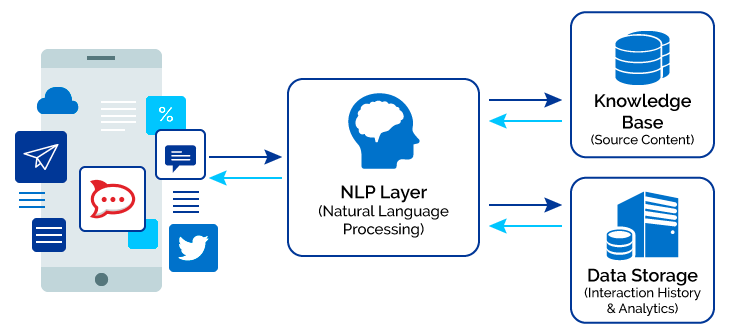 %
NLP Layer
(Natural Language
Processing)
Knowledge
Base
(Source Content)
Data Storage
(Interaction History
& Analytics)